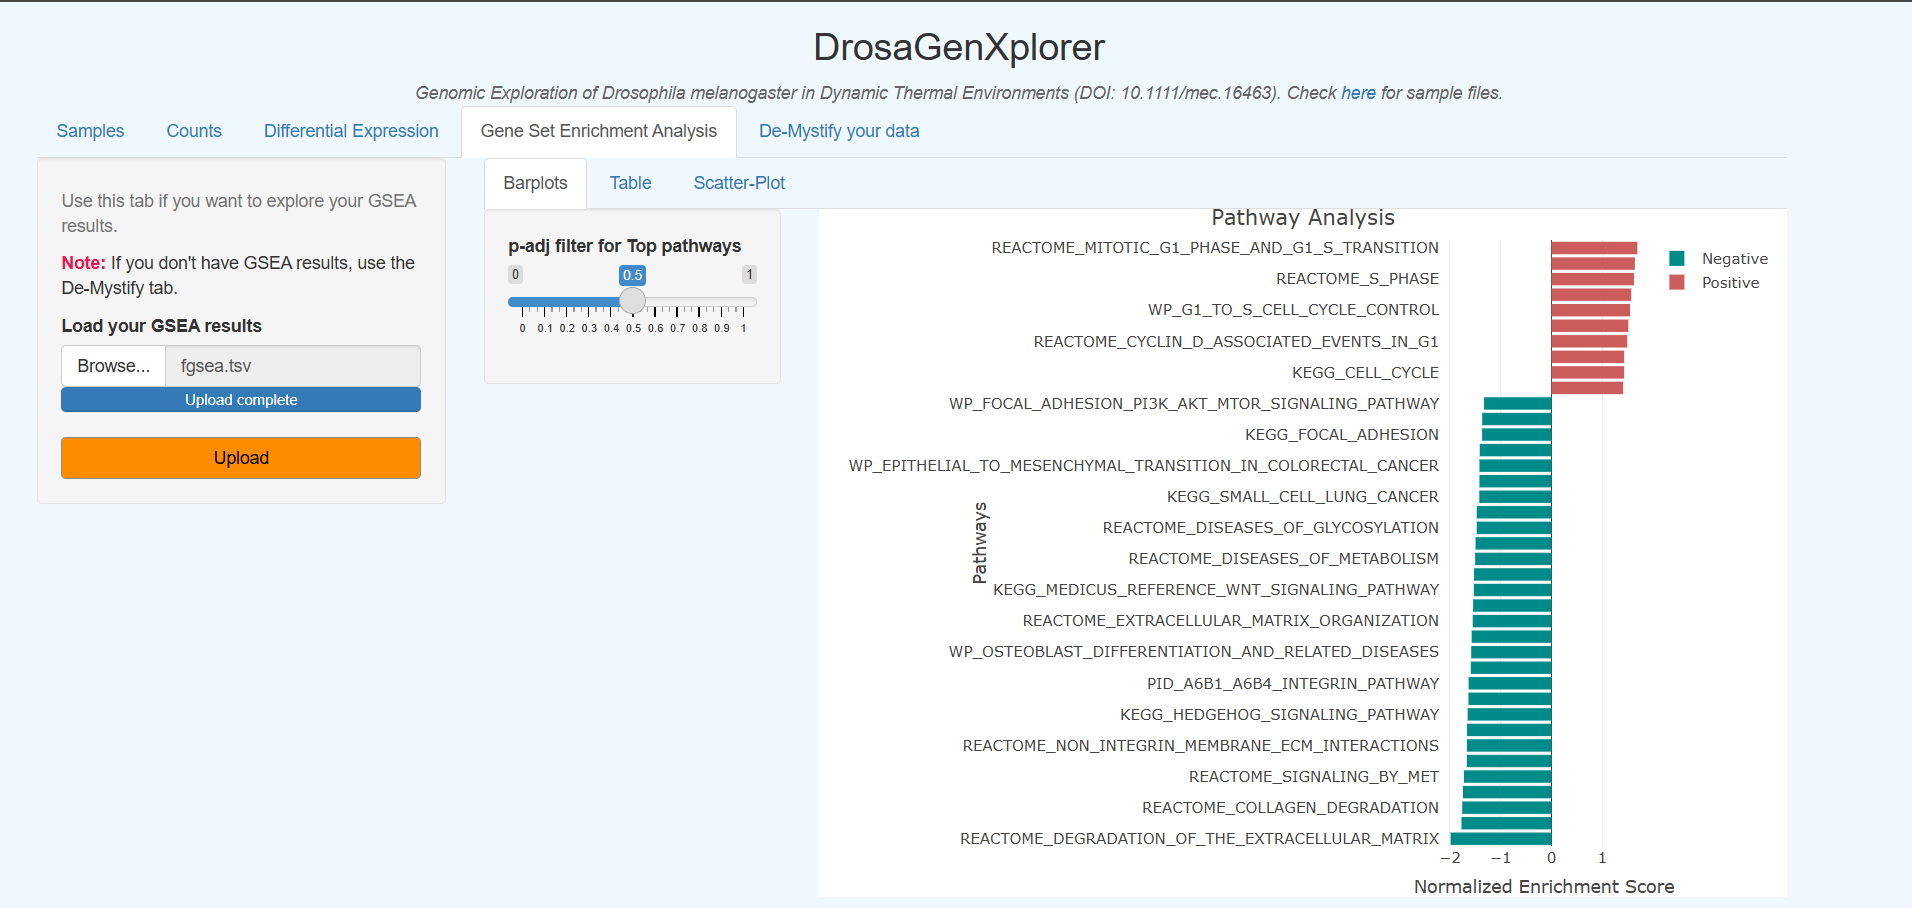 DrosaGenXplorer
Genomic Exploration of Drosophila melanogaster in Dynamic Thermal Environments (DOI: 10.1111/mec.16463). Check here for sample files.
Samples Counts Differential Expression Gene Set Enrichment Analysis De-Mystify your data
Use this tab if you want to explore your GSEA
results.
Note: If you don't have GSEA results, use the
De-Mystify tab.
Load your GSEA results
Browse... fgsea.tsv
Upload complete
Upload
Barplots Table Scatter-Plot
p-adj filter for Top pathways
0 0.5 1
0 0.1 0.2 0.3 0.4 0.5 0.6 0.7 0.8 0.9 1
Pathway Analysis
REACTOME_MITOTIC_G1_PHASE_AND_G1_S_TRANSITION
REACTOME_S_PHASE
WP_G1_TO_S_CELL_CYCLE_CONTROL
REACTOME_CYCLIN_D_ASSOCIATED_EVENTS_IN_G1
KEGG_CELL_CYCLE
WP_FOCAL_ADHESION_PI3K_AKT_MTOR_SIGNALING_PATHWAY
KEGG_FOCAL_ADHESION
WP_EPITHELIAL_TO_MESENCHYMAL_TRANSITION_IN_COLORECTAL_CANCER
KEGG_SMALL_CELL_LUNG_CANCER
REACTOME_DISEASES_OF_GLYCOSYLATION
REACTOME_DISEASES_OF_METABOLISM
KEGG_MEDICUS_REFERENCE_WNT_SIGNALING_PATHWAY
REACTOME_EXTRACELLULAR_MATRIX_ORGANIZATION
WP_OSTEOBLAST_DIFFERENTIATION_AND_RELATED_DISEASES
PID_A6B1_A6B4_INTEGRIN_PATHWAY
KEGG_HEDGEHOG_SIGNALING_PATHWAY
REACTOME_NON_INTEGRIN_MEMBRANE_ECM_INTERACTIONS
REACTOME_SIGNALING_BY_MET
REACTOME_COLLAGEN_DEGRADATION
REACTOME_DEGRADATION_OF_THE_EXTRACELLULAR_MATRIX
Pathways
−2 −1 0 1
Normalized Enrichment Score
Negative
Positive